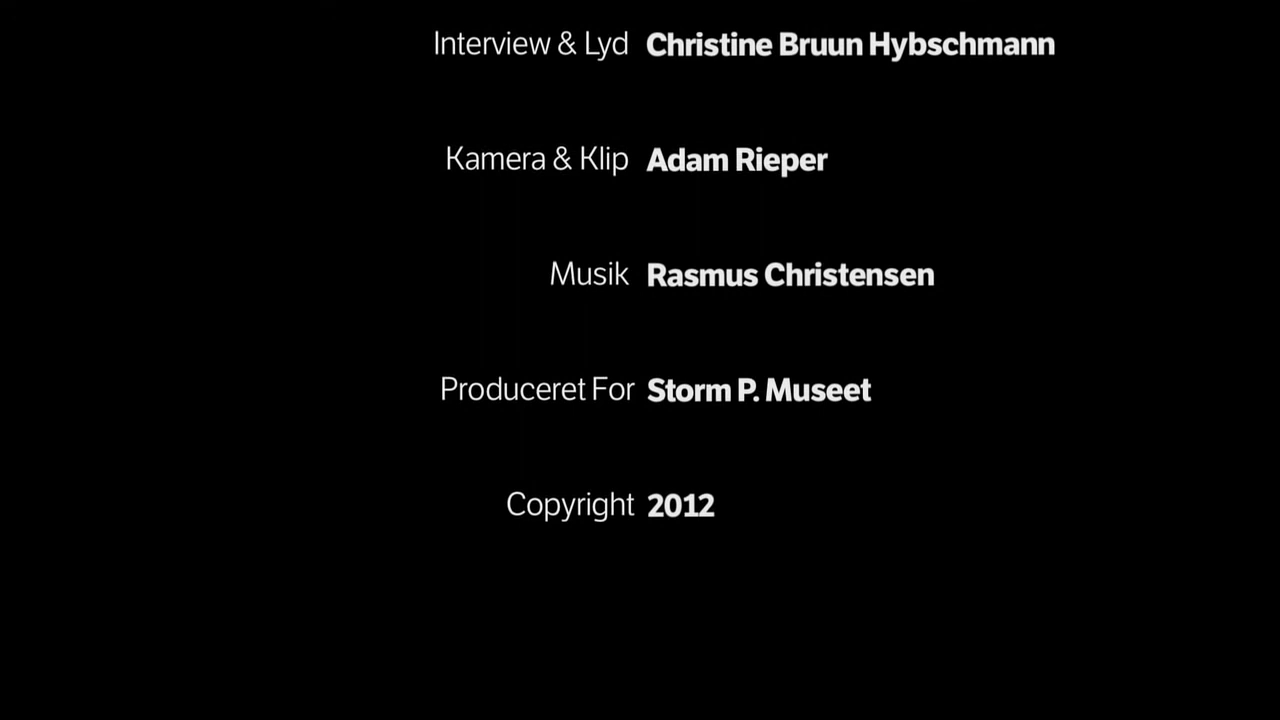 Interview & Lyd Christine Bruun Hybschmann
Kamera & Klip Adam Rieper
Musik Rasmus Christensen
Produceret For Storm P. Museet
Copyright 2012